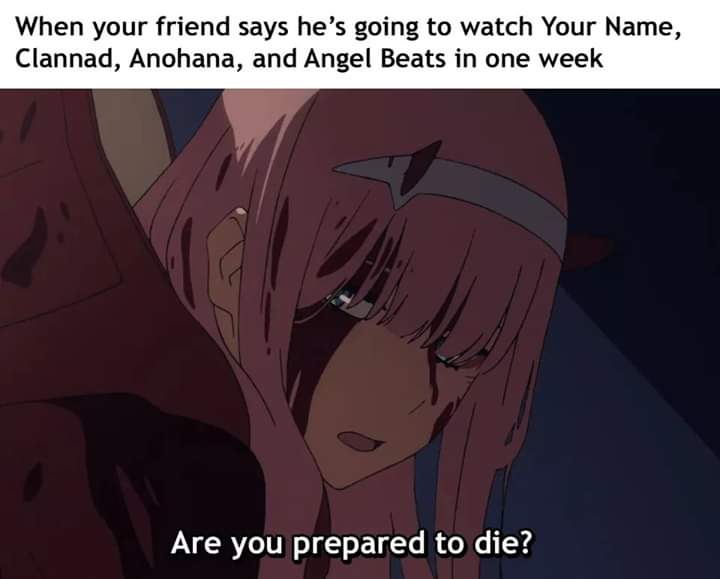 When your friend says he’s going to watch Your Name,
Clannad, Anohana, and Angel Beats in one week
Are you prepared to die?